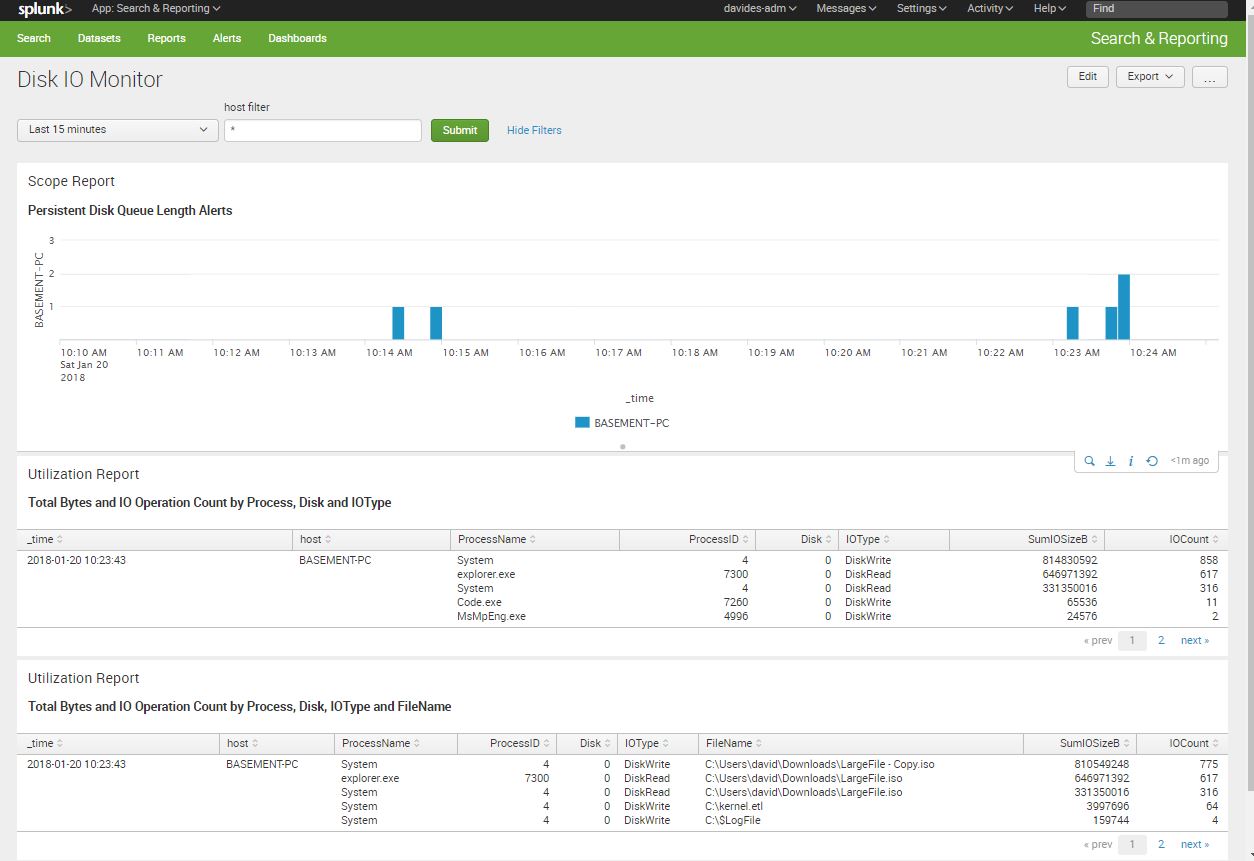 splunk> App: Search & Reporting davides-adm Messages Settings Activity Help Find
Search Datasets Reports Alerts Dashboards Search & Reporting
Disk IO Monitor Edit Export ...
host filter
Last 15 minutes * Submit Hide Filters
Scope Report
Persistent Disk Queue Length Alerts
3
2
1
BASEMENT-PC
10:10 AM 10:11 AM 10:12 AM 10:13 AM 10:14 AM 10:15 AM 10:16 AM 10:17 AM 10:18 AM 10:19 AM 10:20 AM 10:21 AM 10:22 AM 10:23 AM 10:24 AM
Sat Jan 20
2018
_time
BASEMENT-PC
<1m ago
Utilization Report
Total Bytes and IO Operation Count by Process, Disk and IOType
_time host ProcessName ProcessID Disk IOType SumIOSizeB IOCount
2018-01-20 10:23:43 BASEMENT-PC System 4 0 DiskWrite 814830592 858
explorer.exe 7300 0 DiskRead 646971392 617
System 4 0 DiskRead 331350016 316
Code.exe 7260 0 DiskWrite 65536 11
MsMpEng.exe 4996 0 DiskWrite 24576 2
« prev 1 2 next »
Utilization Report
Total Bytes and IO Operation Count by Process, Disk, IOType and FileName
_time host ProcessName ProcessID Disk IOType FileName SumIOSizeB IOCount
2018-01-20 10:23:43 BASEMENT-PC System 4 0 DiskWrite C:\Users\david\Downloads\LargeFile - Copy.iso 810549248 775
explorer.exe 7300 0 DiskRead C:\Users\david\Downloads\LargeFile.iso 646971392 617
System 4 0 DiskRead C:\Users\david\Downloads\LargeFile.iso 331350016 316
System 4 0 DiskWrite C:\kernel.etl 3997696 64
System 4 0 DiskWrite C:\$LogFile 159744 4
« prev 1 2 next »